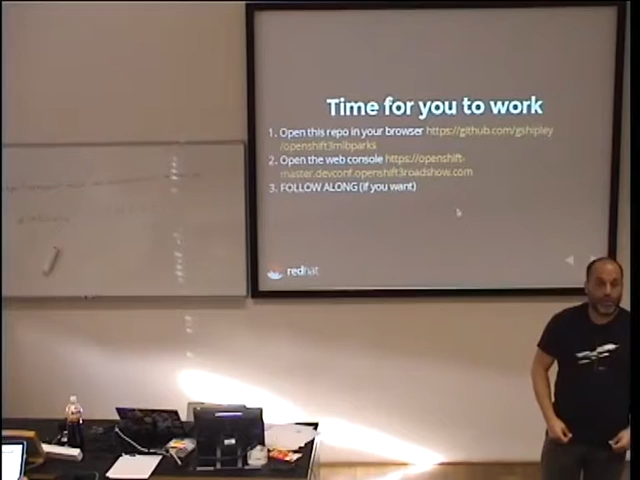 Time for you to work
1. Open this repo in your browser https://github.com/gshipley
/openshift3mlbparks
2. Open the web console https://openshift-
master.devconf.openshift3roadshow.com
3. FOLLOW ALONG (if you want)
redhat